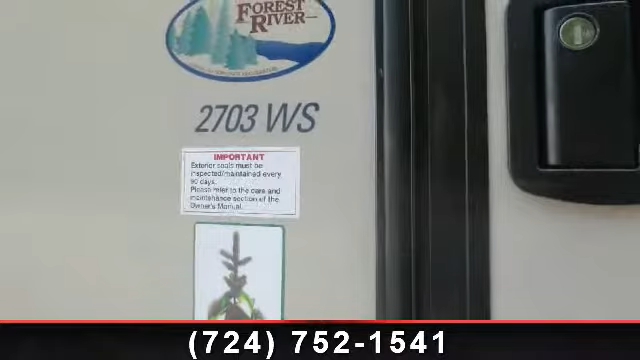 FOREST
RIVER
2703 WS
IMPORTANT
Exterior seals must be
inspected/maintained every
90 days.
Please refer to the care and
maintenance section of the
Owner's Manual.
(724) 752-1541